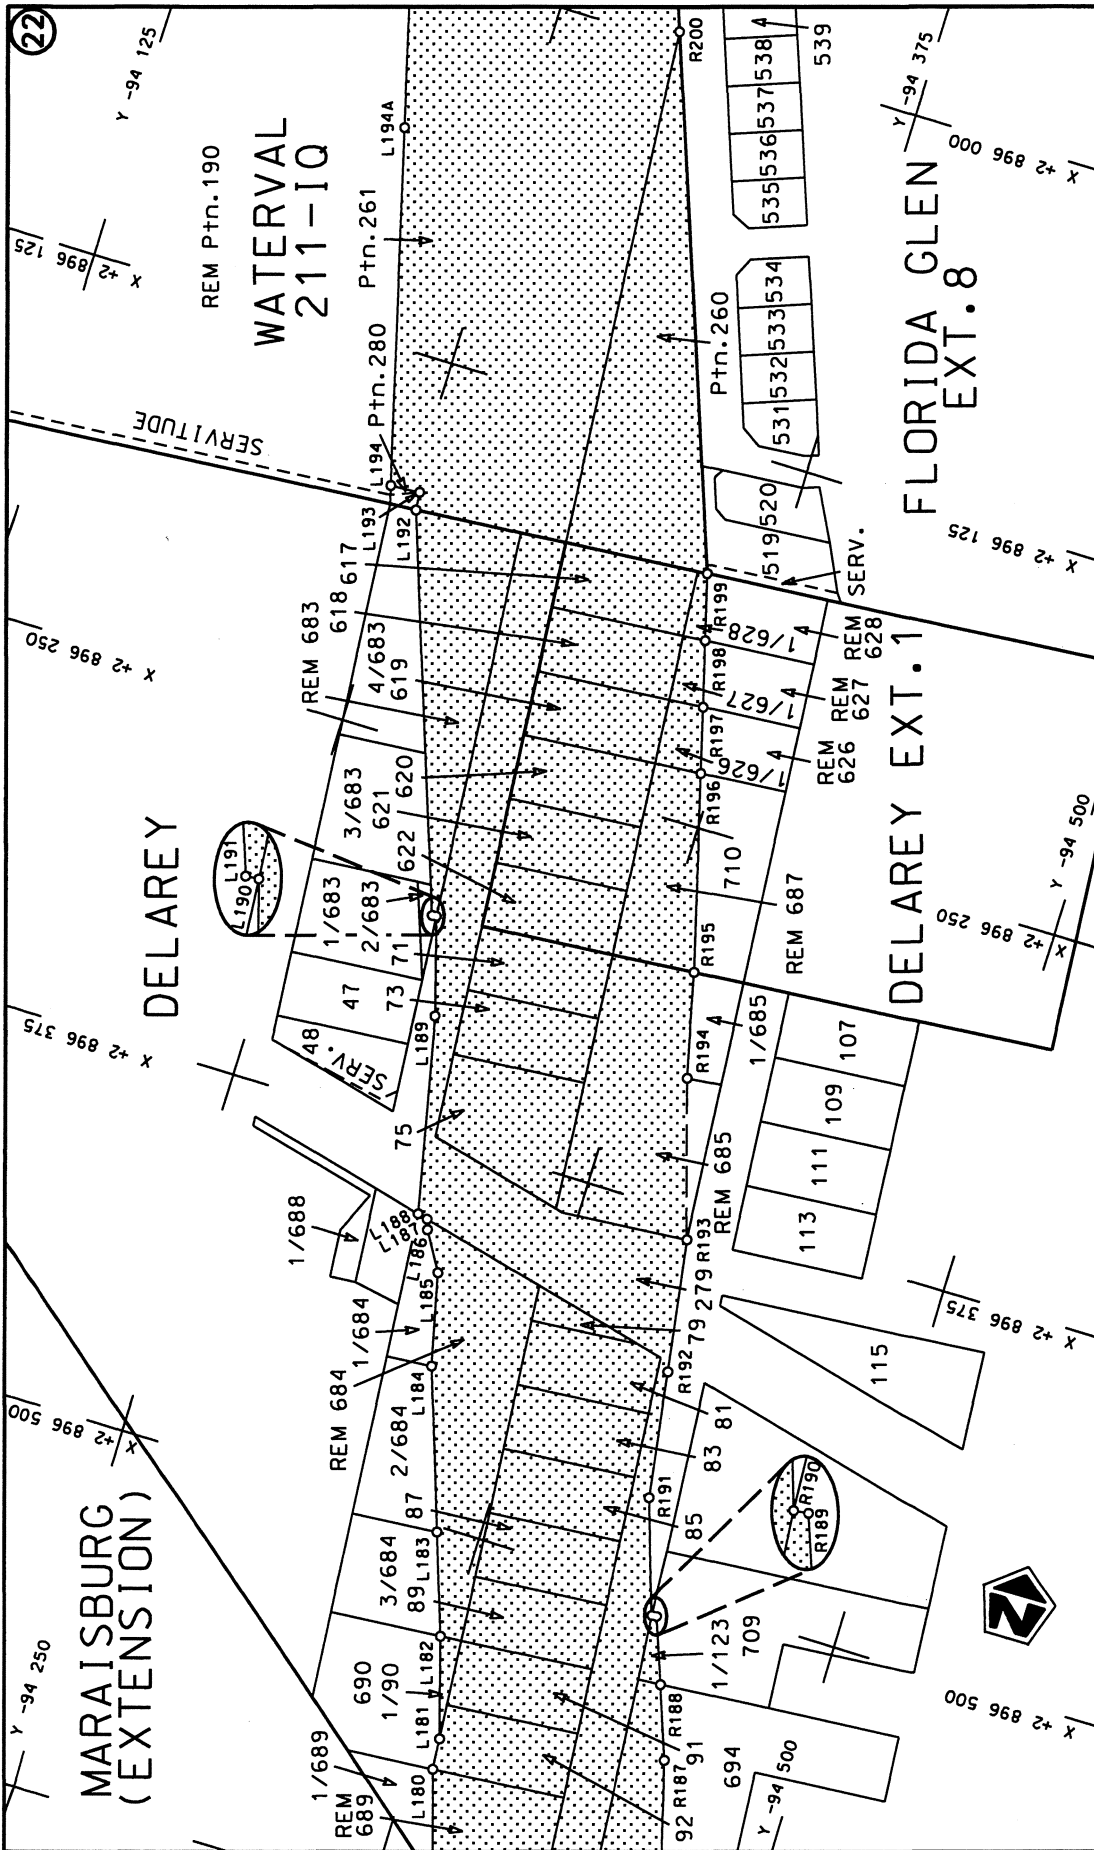 22
Y -94 125
X +2 896 125
REM Ptn.190
WATERVAL
211-IQ
Ptn.261
L194A
R200
539
538
537
536
535
Y -94 375
X +2 896 000
FLORIDA GLEN
EXT.8
Ptn.260
534
533
532
531
520
519
SERV.
X +2 896 125
SERVITUDE
Ptn.280
L194
L193
L192
617
618
REM 683
4/683
619
620
3/683
621
622
1/683
2/683
71
73
47
48
SERV.
75
X +2 896 250
DELAREY
L191
L190
L189
X +2 896 375
R199
1/628
REM
628
R198
1/627
REM
627
R197
1/626
REM
626
R196
710
REM 687
R195
DELAREY EXT.1
Y -94 500
X +2 896 250
1/685
R194
REM 685
107
109
111
113
R193
279
79
R192
81
83
85
R191
115
X +2 896 375
1/688
L188
L187
L186
L185
1/684
REM 684
L184
2/684
87
L183
3/684
89
L182
690
1/90
L181
1/689
L180
REM
689
X +2 896 500
MARAISBURG
(EXTENSION)
Y -94 250
R190
R189
1/123
709
R188
91
R187
92
694
Y -94 500
X +2 896 500
N